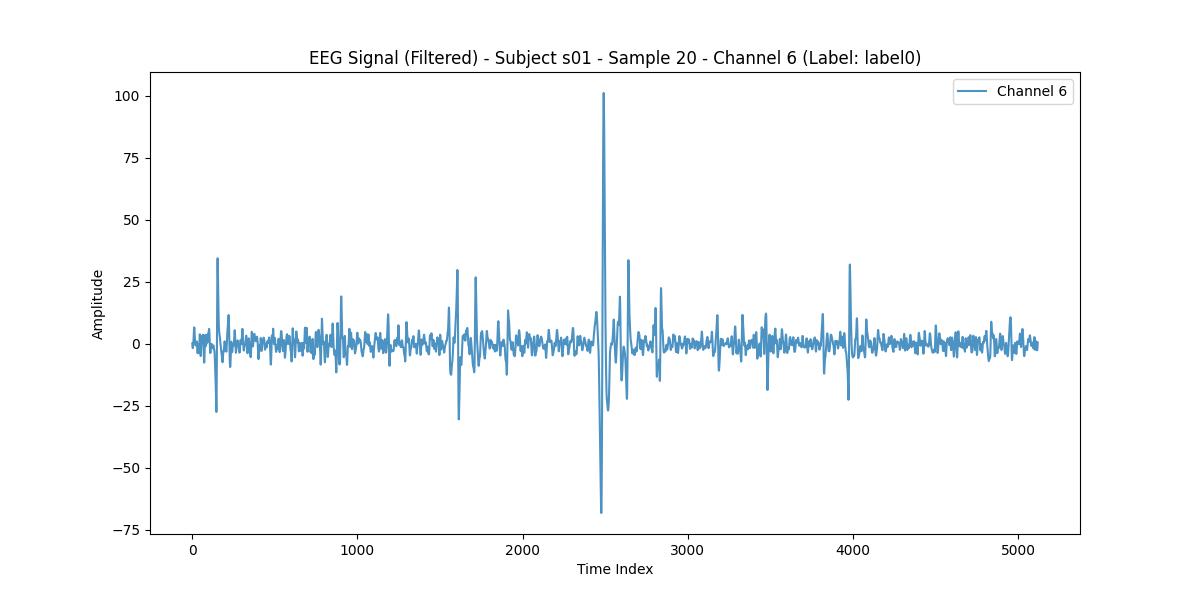 EEG Signal (Filtered) - Subject s01 - Sample 20 - Channel 6 (Label: label0)
Channel 6
100
75
50
25
0
−25
−50
−75
Amplitude
0 1000 2000 3000 4000 5000
Time Index